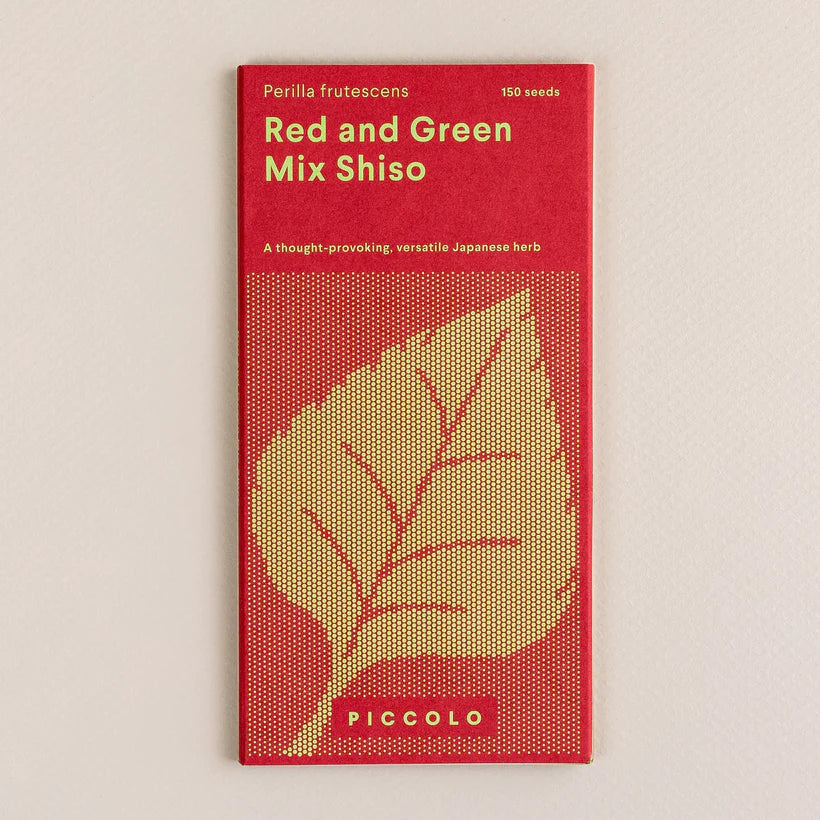 Perilla frutescens 150 seeds
Red and Green
Mix Shiso
A thought-provoking, versatile Japanese herb
PICCOLO